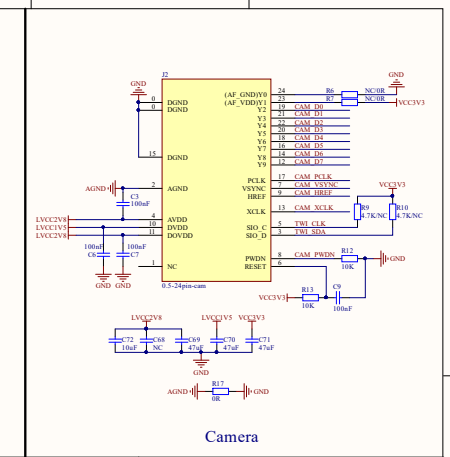 J2
GND
GND
0 DGND (AF_GND)Y0 24 R6 NC/0R
0 DGND (AF_VDD)Y1 23 R7 NC/0R VCC3V3
Y2 19 CAM_D0
Y3 21 CAM_D1
Y4 22 CAM_D2
Y5 20 CAM_D3
Y6 18 CAM_D4
Y7 16 CAM_D5
15 DGND Y8 14 CAM_D6
Y9 12 CAM_D7
PCLK 17 CAM_PCLK
AGND 2 AGND VSYNC 7 CAM_VSYNC VCC3V3
HREF 9 CAM_HREF
C3
100nF
XCLK 13 CAM_XCLK R9 R10
4.7K/NC 4.7K/NC
LVCC2V8 4 AVDD
LVCC1V5 10 DVDD SIO_C 5 TWI_CLK
LVCC2V8 11 DOVDD SIO_D 3 TWI_SDA
100nF 100nF
C6 C7
PWDN 8 CAM_PWDN R12 GND
1 NC RESET 6 10K
GND GND
0.5-24pin-cam
VCC3V3 R13 C9
10K 100nF
LVCC2V8 LVCC1V5 VCC3V3
C72 C68 C69 C70 C71
10uF NC 47uF 47uF 47uF
GND
AGND R17 GND
0R
Camera